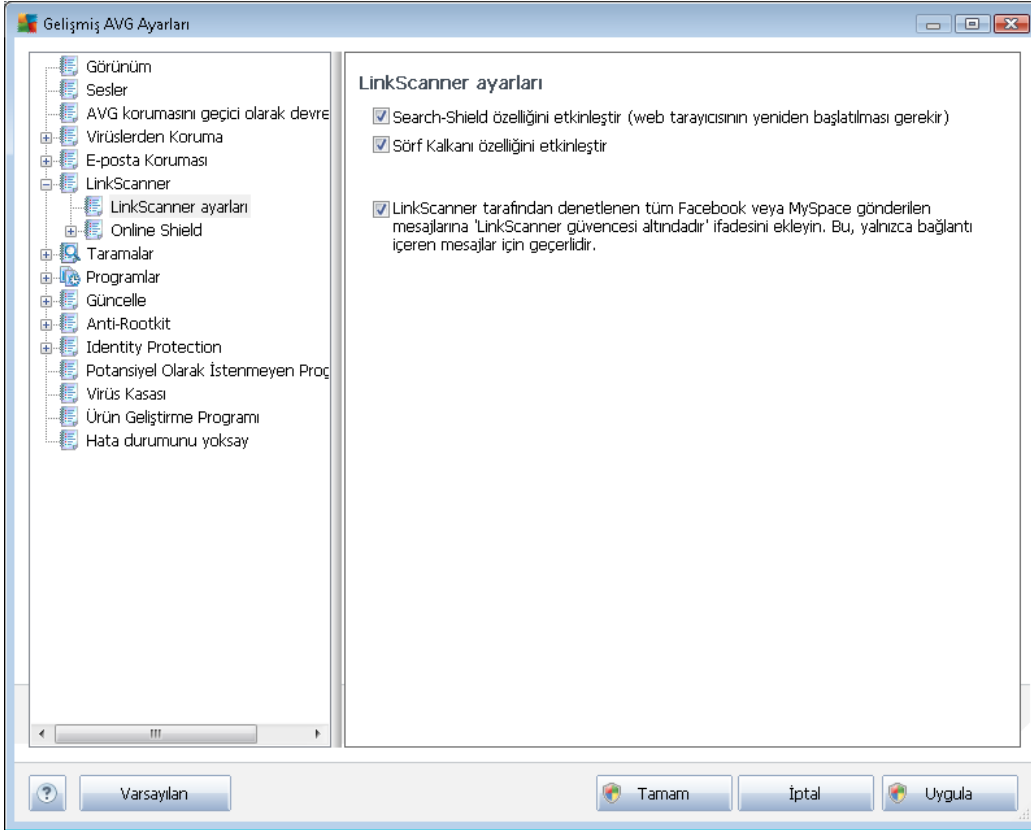 Gelişmiş AVG Ayarları
Görünüm
Sesler
AVG korumasını geçici olarak devre
Virüslerden Koruma
E-posta Koruması
LinkScanner
LinkScanner ayarları
Online Shield
Taramalar
Programlar
Güncelle
Anti-Rootkit
Identity Protection
Potansiyel Olarak İstenmeyen Prog
Virüs Kasası
Ürün Geliştirme Programı
Hata durumunu yoksay
LinkScanner ayarları
Search-Shield özelliğini etkinleştir (web tarayıcısının yeniden başlatılması gerekir)
Sörf Kalkanı özelliğini etkinleştir
LinkScanner tarafından denetlenen tüm Facebook veya MySpace gönderilen
mesajlarına 'LinkScanner güvencesi altındadır' ifadesini ekleyin. Bu, yalnızca bağlantı
içeren mesajlar için geçerlidir.
? Varsayılan Tamam İptal Uygula